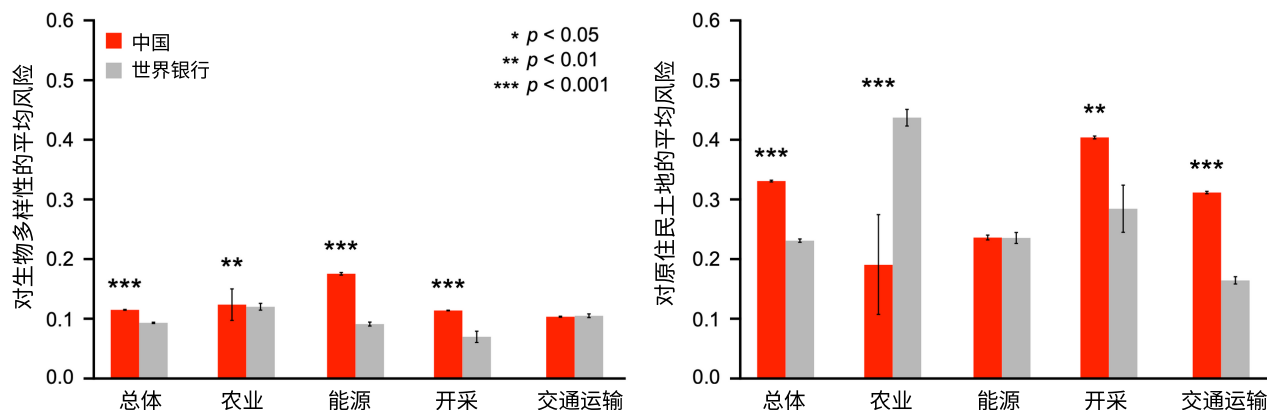 对生物多样性的平均风险
0.6
0.5
0.4
0.3
0.2
0.1
0.0
中国
世界银行
* p < 0.05
** p < 0.01
*** p < 0.001
***
**
***
***
总体
农业
能源
开采
交通运输
对原住民土地的平均风险
0.6
0.5
0.4
0.3
0.2
0.1
0.0
***
***
**
***
总体
农业
能源
开采
交通运输